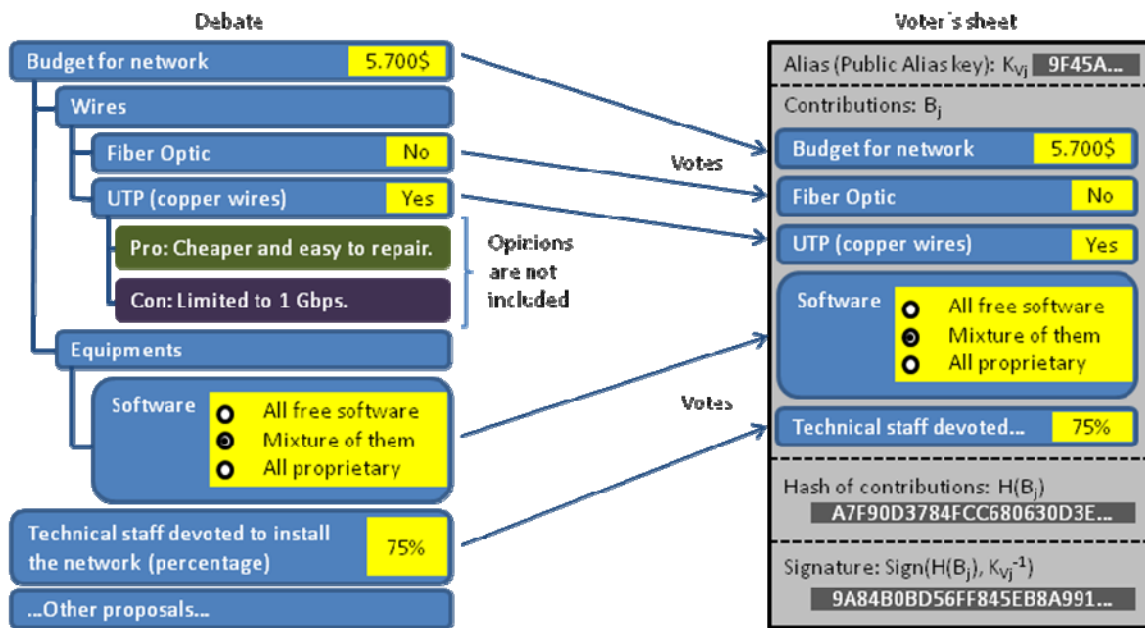 Debate
Budget for network 5.700$
Wires
Fiber Optic No
UTP (copper wires) Yes
Pro: Cheaper and easy to repair.
Con: Limited to 1 Gbps.
Opinions
are not
included
Equipments
Software
All free software
Mixture of them
All proprietary
Technical staff devoted to install
the network (percentage)
75%
...Other proposals...
Votes
Votes
Voter´s sheet
Alias (Public Alias key): KVj 9F45A...
Contributions: Bj
Budget for network 5.700$
Fiber Optic No
UTP (copper wires) Yes
Software
All free software
Mixture of them
All proprietary
Technical staff devoted... 75%
Hash of contributions: H(Bj)
A7F90D3784FCC680630D3E...
Signature: Sign(H(Bj), KVj-1)
9A84B0BD56FF845EB8A991...